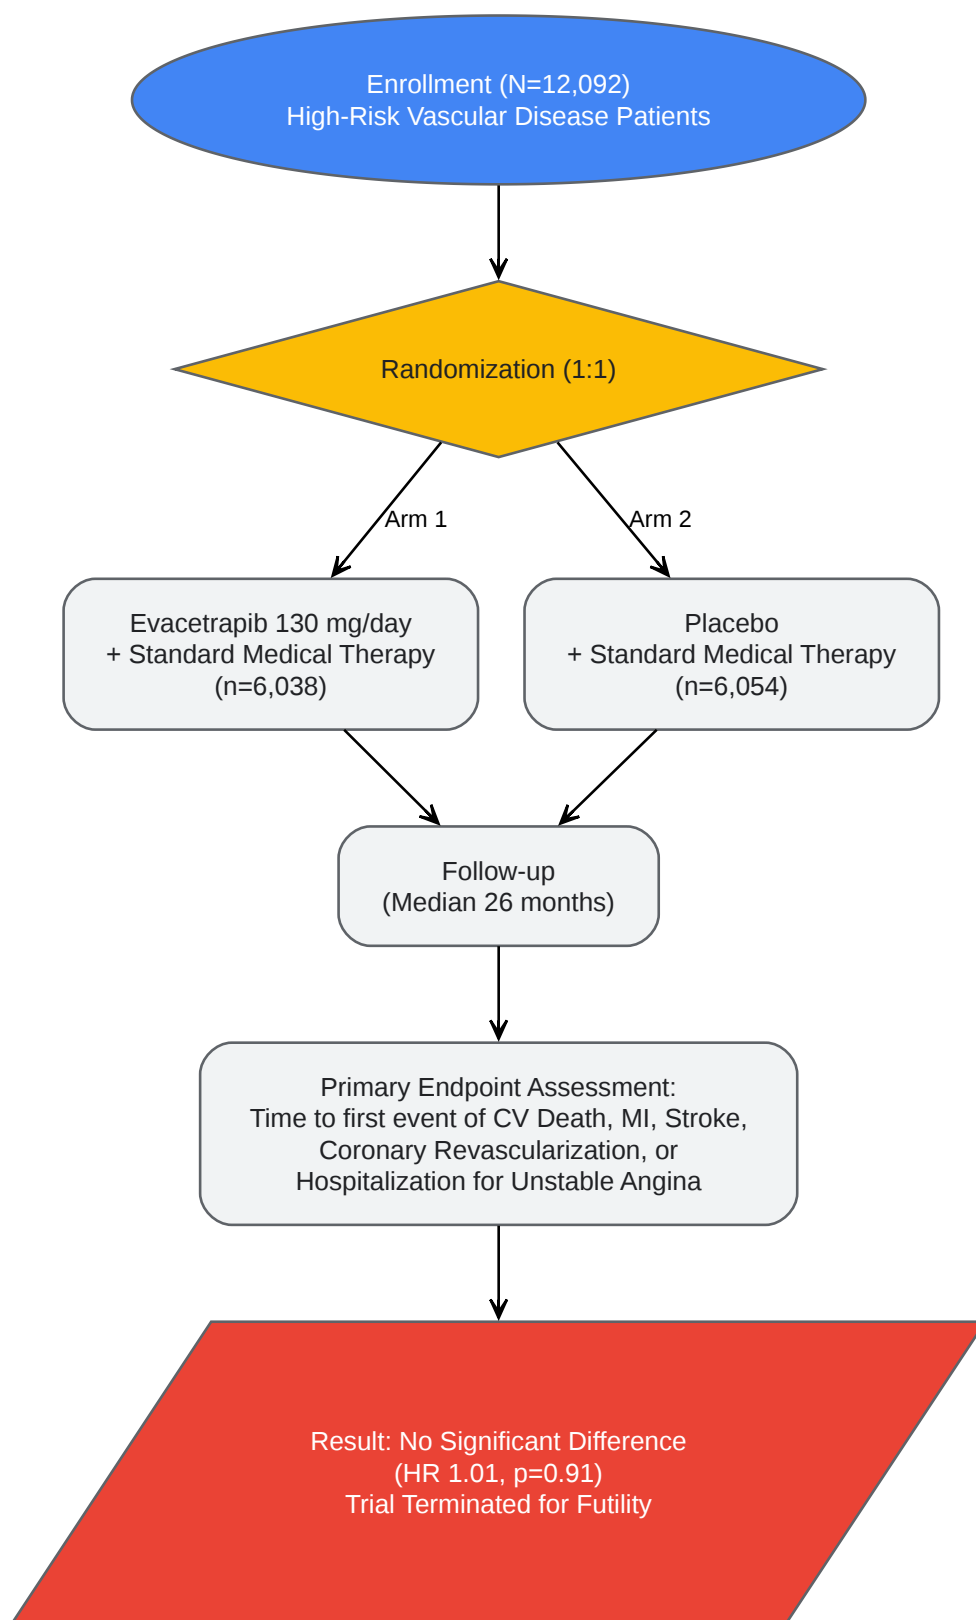 Enrollment (N=12,092)
High-Risk Vascular Disease Patients
Randomization (1:1)
Arm 1
Arm 2
Evacetrapib 130 mg/day
+ Standard Medical Therapy
(n=6,038)
Placebo
+ Standard Medical Therapy
(n=6,054)
Follow-up
(Median 26 months)
Primary Endpoint Assessment:
Time to first event of CV Death, MI, Stroke,
Coronary Revascularization, or
Hospitalization for Unstable Angina
Result: No Significant Difference
(HR 1.01, p=0.91)
Trial Terminated for Futility